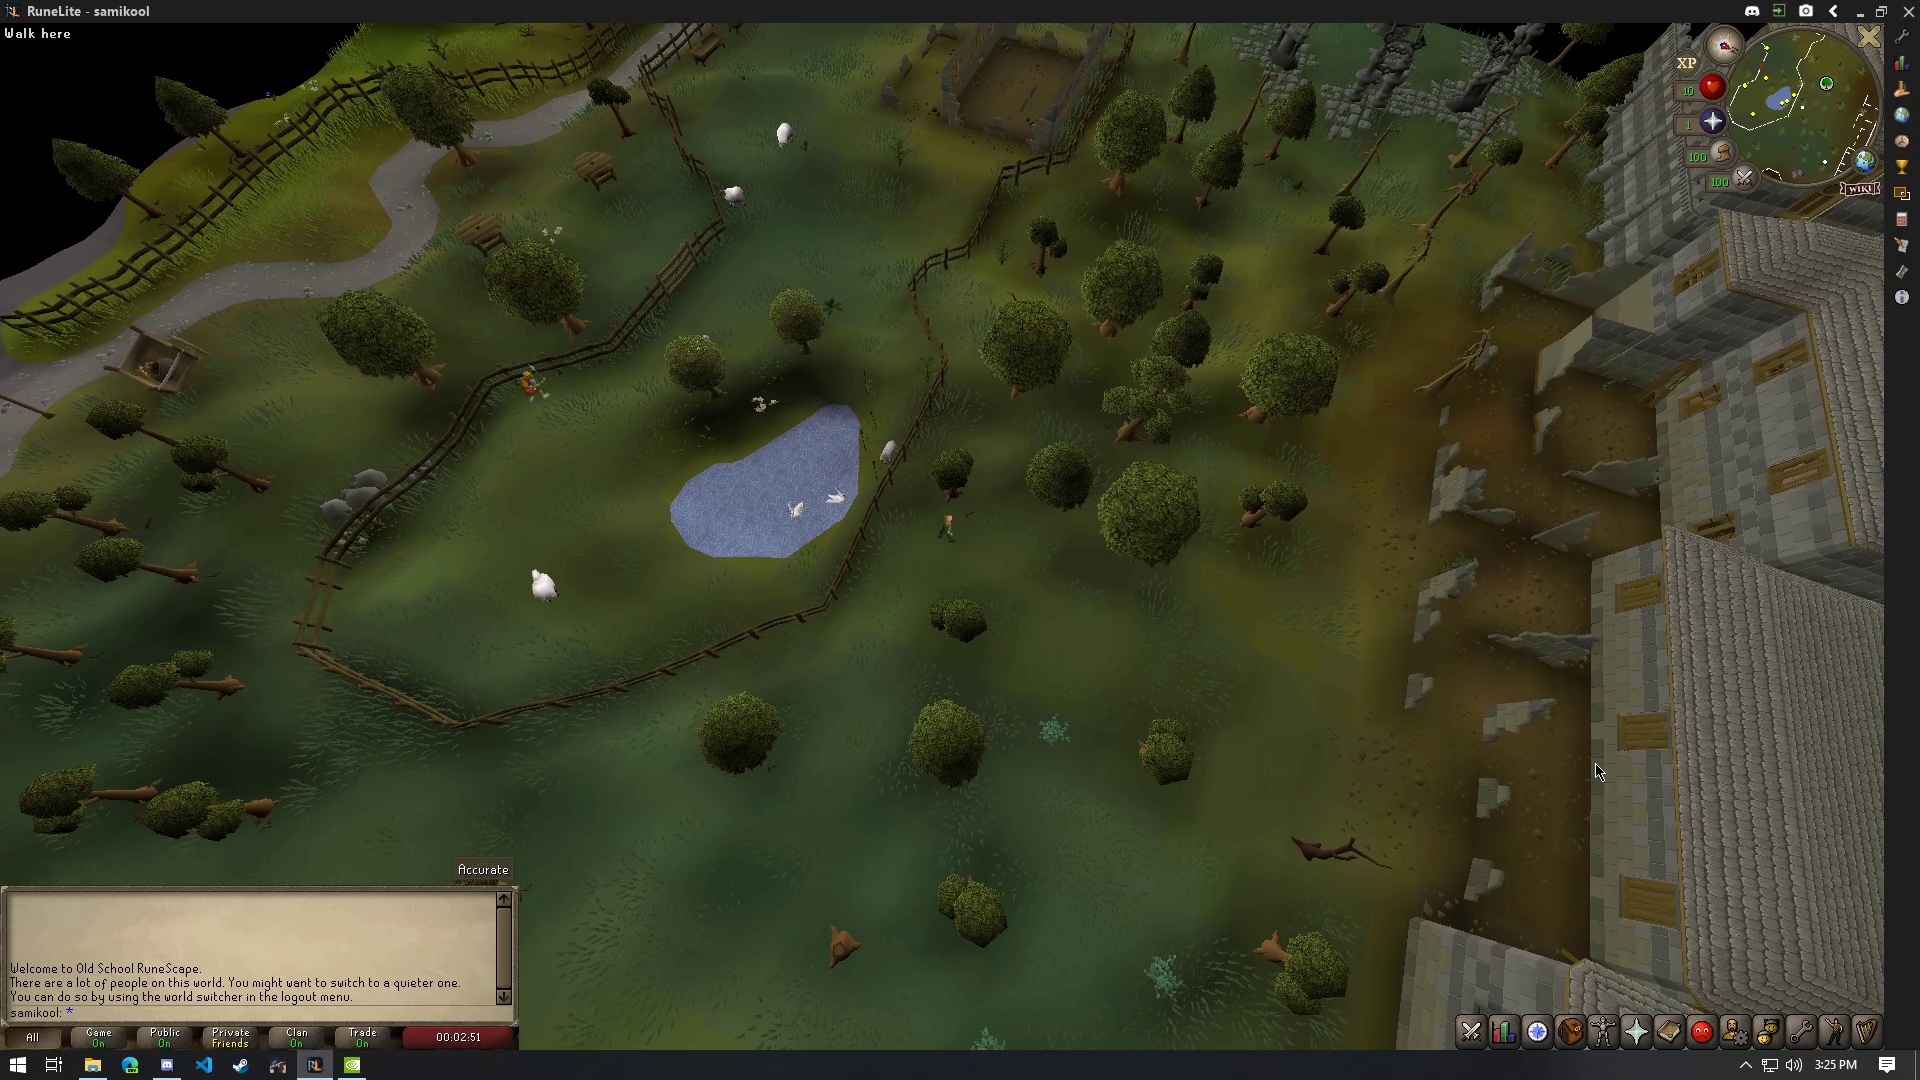 RuneLite - samikool
Walk here
XP
10
1
100
100
WIKI
Accurate
Welcome to Old School RuneScape.
There are a lot of people on this world. You might want to switch to a quieter one.
You can do so by using the world switcher in the logout menu.
samikool: *
All
Game
On
Public
On
Private
Friends
Clan
On
Trade
On
00:02:51
3:25 PM